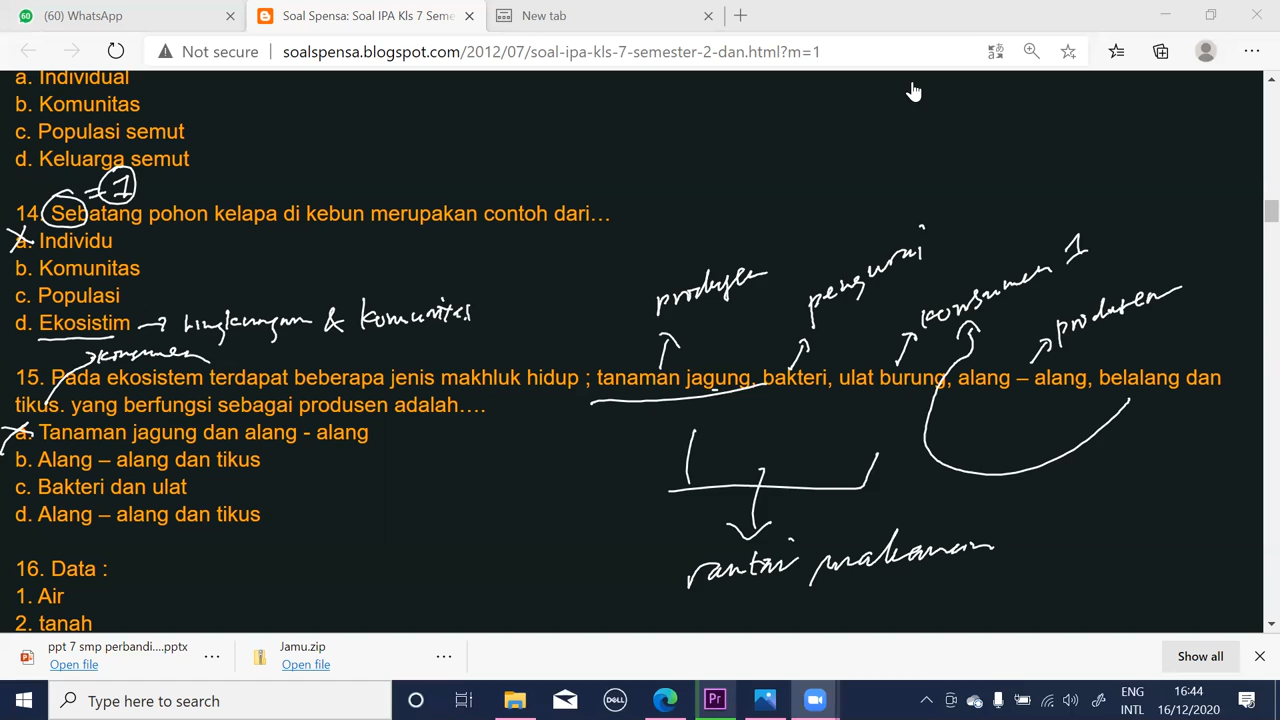 (60) WhatsApp
Soal Spensa: Soal IPA Kls 7 Seme
New tab
Not secure
soalspensa.blogspot.com/2012/07/soal-ipa-kls-7-semester-2-dan.html?m=1
a. Individual
b. Komunitas
c. Populasi semut
d. Keluarga semut
= 1
14. Sebatang pohon kelapa di kebun merupakan contoh dari…
a. Individu
b. Komunitas
c. Populasi
d. Ekosistim
lingkungan & komunitas
produsen
pengurai
konsumen 1
produsen
konsumen
15. Pada ekosistem terdapat beberapa jenis makhluk hidup ; tanaman jagung, bakteri, ulat burung, alang – alang, belalang dan
tikus. yang berfungsi sebagai produsen adalah….
a. Tanaman jagung dan alang - alang
b. Alang – alang dan tikus
c. Bakteri dan ulat
d. Alang – alang dan tikus
rantai makanan
16. Data :
1. Air
2. tanah
ppt 7 smp perbandi....pptx
Open file
Jamu.zip
Open file
Show all
Type here to search
DELL
Pr
ENG
INTL
16:44
16/12/2020